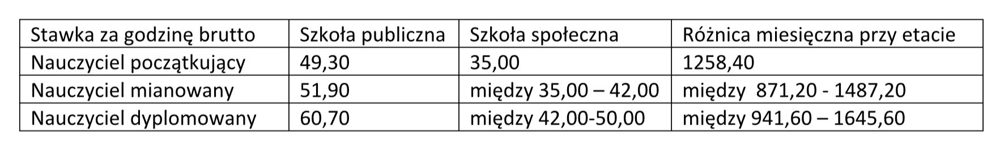 Stawka za godzinę brutto Szkoła publiczna Szkoła społeczna Różnica miesięczna przy etacie
Nauczyciel początkujący 49,30 35,00 1258,40
Nauczyciel mianowany 51,90 między 35,00 – 42,00 między  871,20 - 1487,20
Nauczyciel dyplomowany 60,70 między 42,00-50,00 między 941,60 – 1645,60